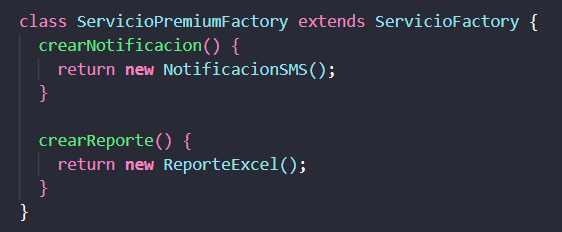 class ServicioPremiumFactory extends ServicioFactory {
  crearNotificacion() {
    return new NotificacionSMS();
  }

  crearReporte() {
    return new ReporteExcel();
  }
}